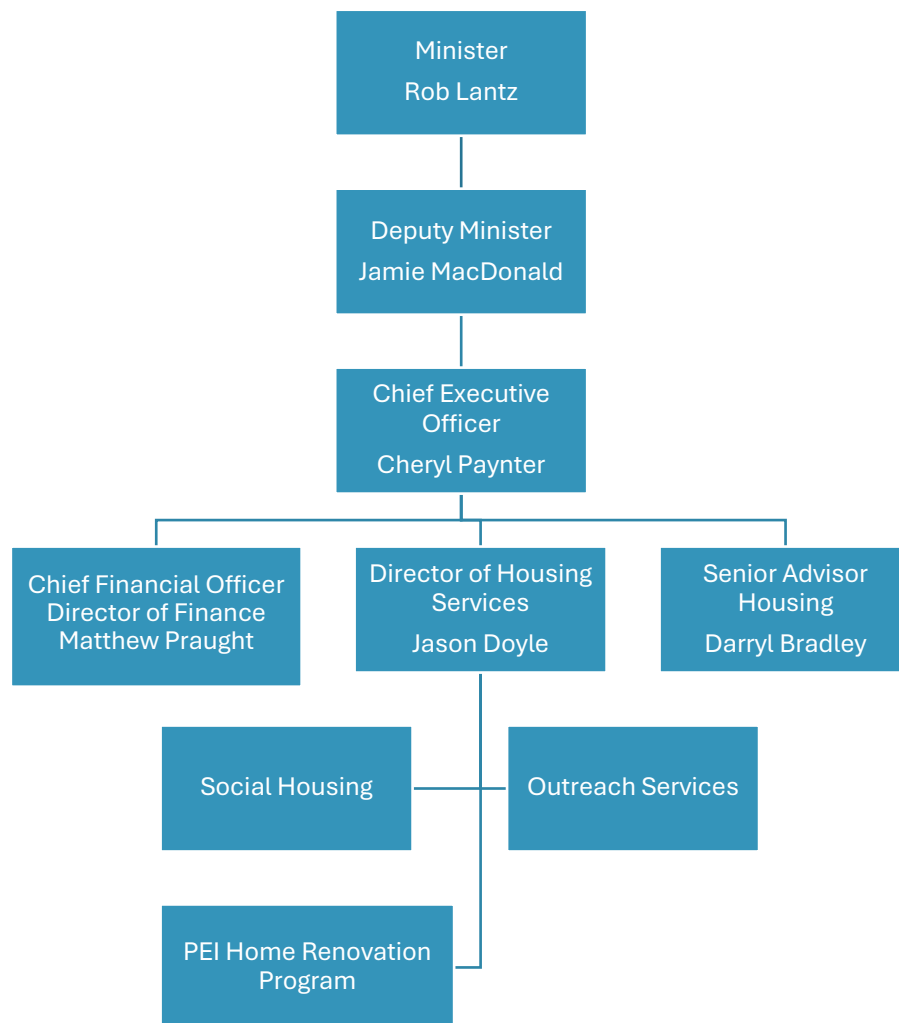 Minister
Rob Lantz
Deputy Minister
Jamie MacDonald
Chief Executive
Officer
Cheryl Paynter
Chief Financial Officer
Director of Finance
Matthew Praught
Director of Housing
Services
Jason Doyle
Senior Advisor
Housing
Darryl Bradley
Social Housing
Outreach Services
PEI Home Renovation
Program